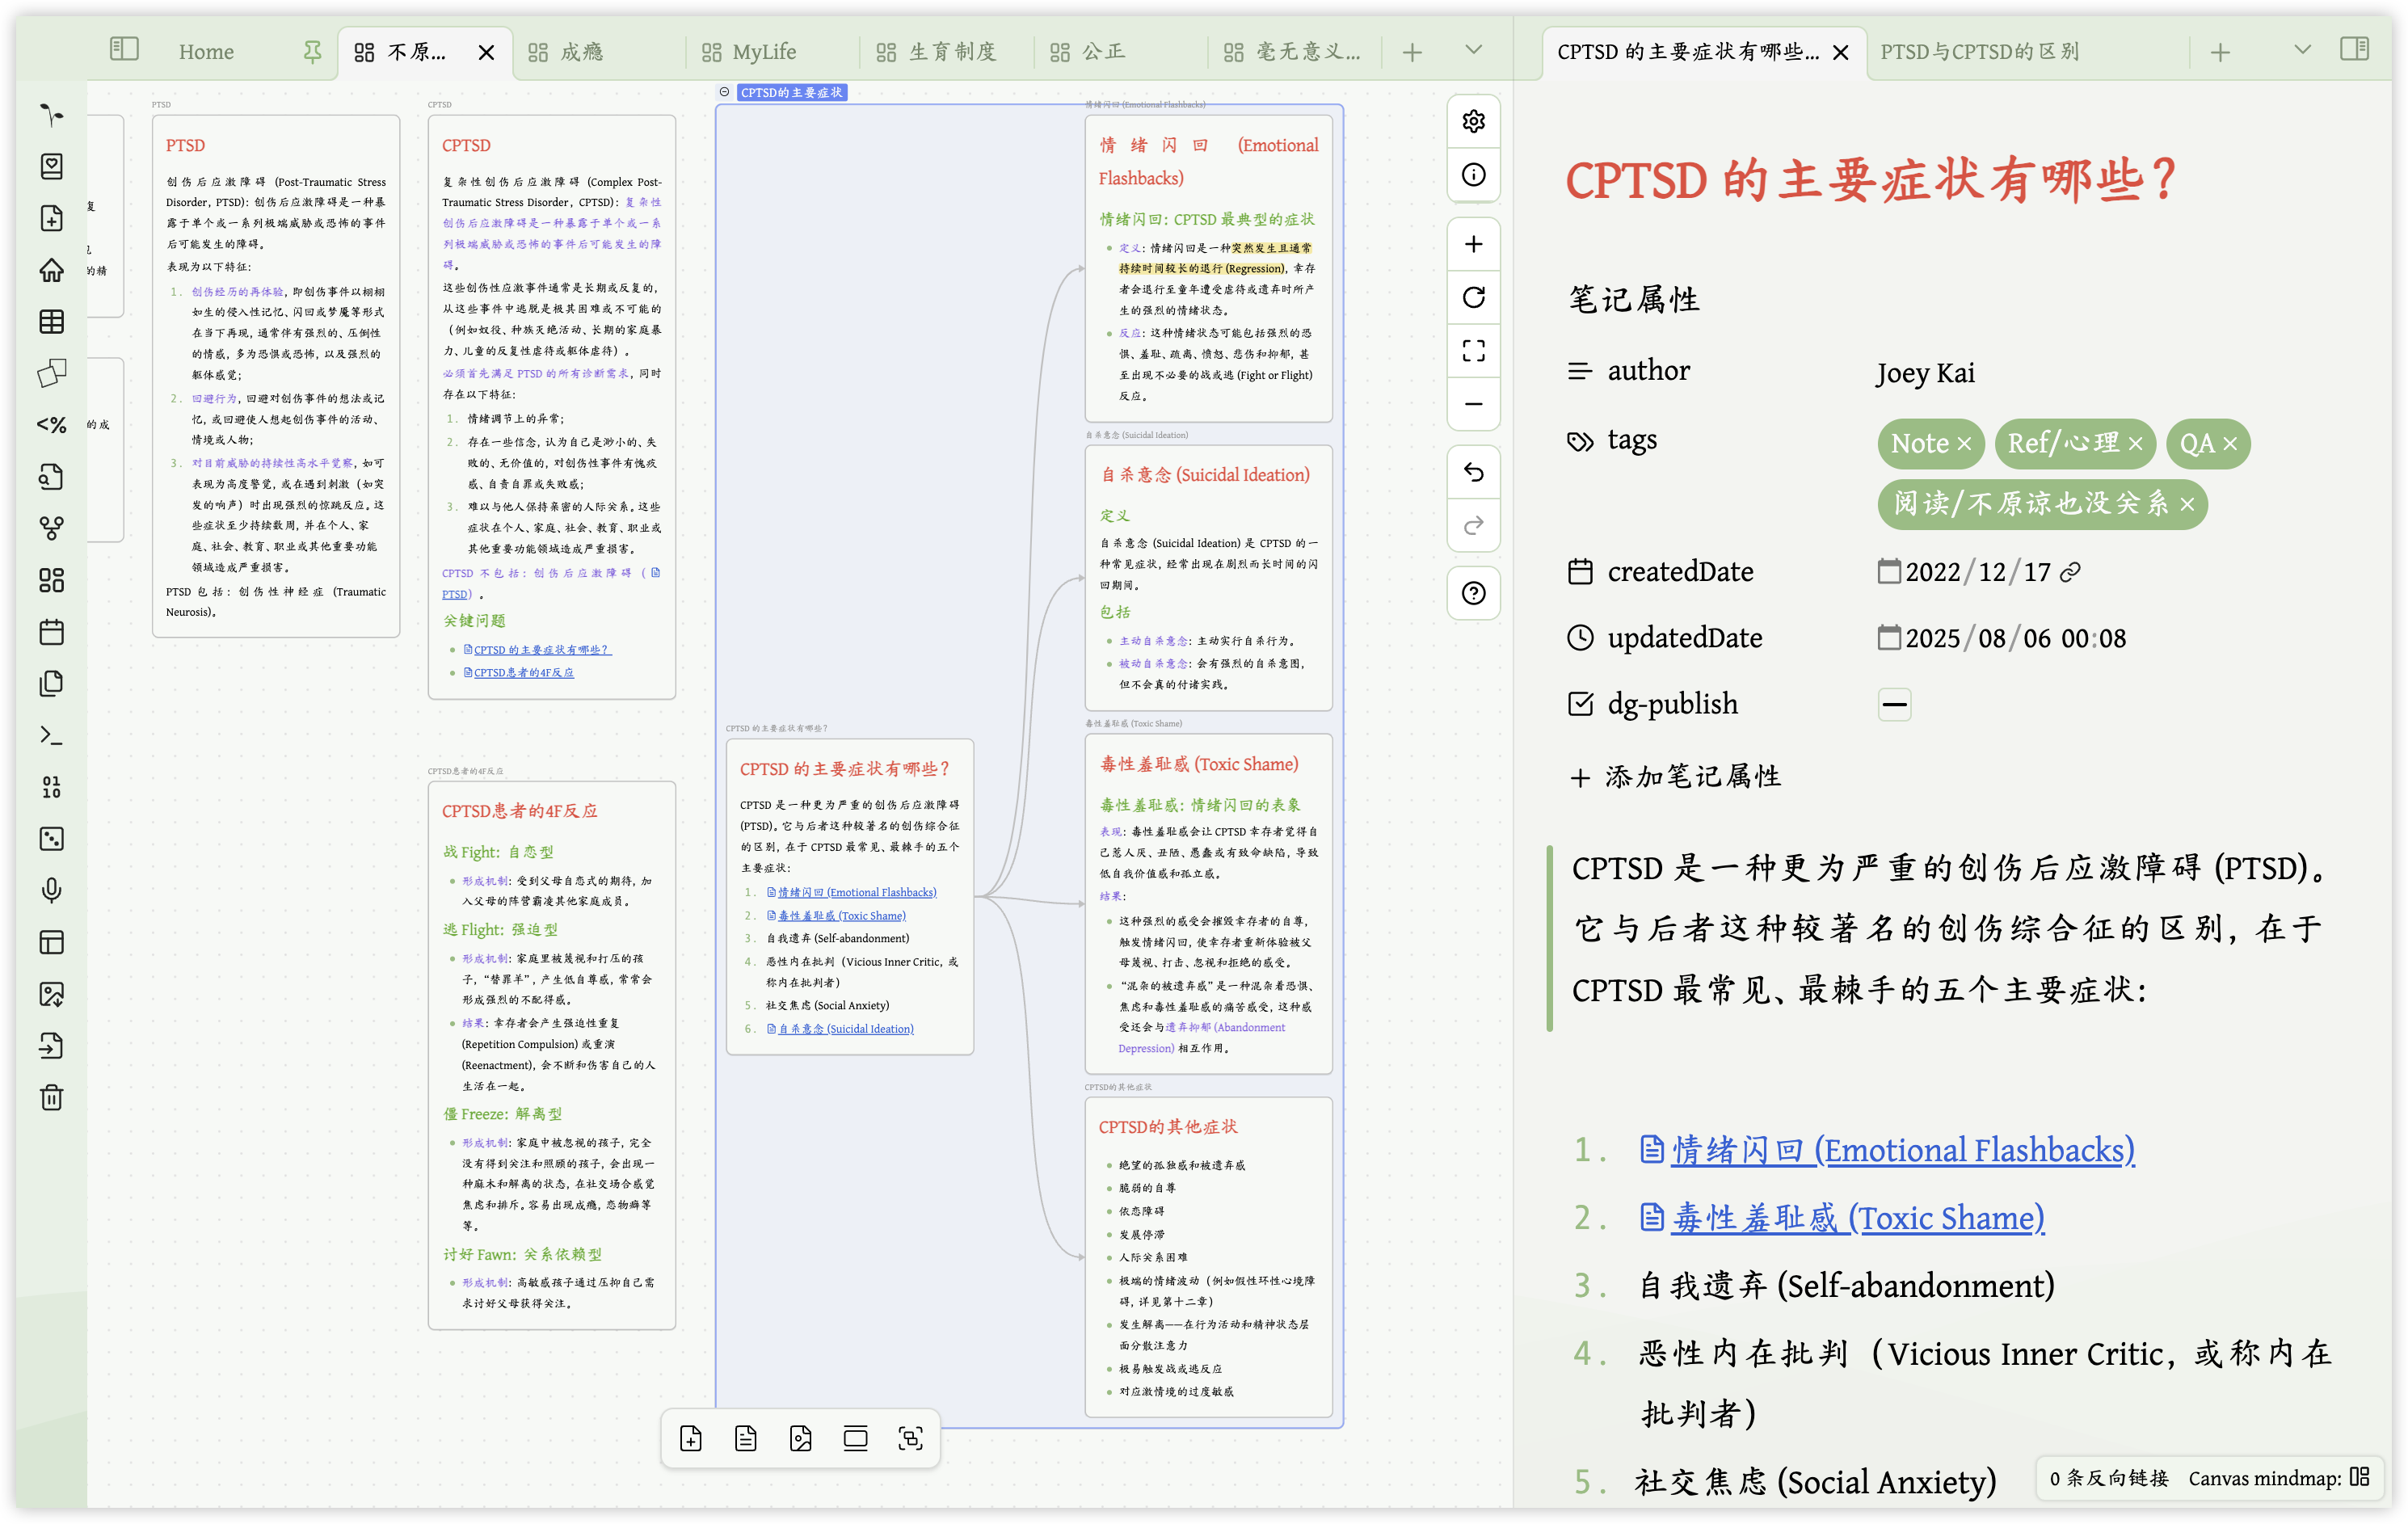 Home
不原...
成瘾
MyLife
生育制度
公正
毫无意义...
CPTSD 的主要症状有哪些...
PTSD与CPTSD的区别
复
见
的精
的成
PTSD
PTSD
创伤后应激障碍 (Post-Traumatic Stress
Disorder, PTSD)：创伤后应激障碍是一种暴
露于单个或一系列极端威胁或恐怖的事件
后可能发生的障碍。
表现为以下特征：
1. 创伤经历的再体验，即创伤事件以栩栩
如生的侵入性记忆、闪回或梦魇等形式
在当下再现，通常伴有强烈的、压倒性
的情感，多为恐惧或恐怖，以及强烈的
躯体感觉；
2. 回避行为，回避对创伤事件的想法或记
忆，或回避使人想起创伤事件的活动、
情境或人物；
3. 对目前威胁的持续性高水平觉察，如可
表现为高度警觉，或在遇到刺激（如突
发的响声）时出现强烈的惊跳反应。这
些症状至少持续数周，并在个人、家
庭、社会、教育、职业或其他重要功能
领域造成严重损害。
PTSD 包括：创伤性神经症 (Traumatic
Neurosis)。
CPTSD
CPTSD
复杂性创伤后应激障碍 (Complex Post-
Traumatic Stress Disorder, CPTSD)：复杂性
创伤后应激障碍是一种暴露于单个或一系
列极端威胁或恐怖的事件后可能发生的障
碍。
这些创伤性应激事件通常是长期或反复的，
从这些事件中逃脱是极其困难或不可能的
（例如奴役、种族灭绝活动、长期的家庭暴
力、儿童的反复性虐待或躯体虐待）。
必须首先满足 PTSD 的所有诊断需求，同时
存在以下特征：
1. 情绪调节上的异常；
2. 存在一些信念，认为自己是渺小的、失
败的、无价值的，对创伤性事件有愧疚
感、自责自罪或失败感；
3. 难以与他人保持亲密的人际关系。这些
症状在个人、家庭、社会、教育、职业或
其他重要功能领域造成严重损害。
CPTSD 不包括：创伤后应激障碍（
PTSD）。
关键问题
CPTSD 的主要症状有哪些？
CPTSD患者的4F反应
CPTSD患者的4F反应
CPTSD患者的4F反应
战 Fight: 自恋型
形成机制：受到父母自恋式的期待，加
入父母的阵营霸凌其他家庭成员。
逃 Flight: 强迫型
形成机制：家庭里被蔑视和打压的孩
子，“替罪羊”，产生低自尊感，常常会
形成强烈的不配得感。
结果：幸存者会产生强迫性重复
(Repetition Compulsion) 或重演
(Reenactment)，会不断和伤害自己的人
生活在一起。
僵 Freeze: 解离型
形成机制：家庭中被忽视的孩子，完全
没有得到关注和照顾的孩子，会出现一
种麻木和解离的状态，在社交场合感觉
焦虑和排斥。容易出现成瘾，恋物癖等
等。
讨好 Fawn: 关系依赖型
形成机制：高敏感孩子通过压抑自己需
求讨好父母获得关注。
CPTSD的主要症状
CPTSD 的主要症状有哪些？
CPTSD 的主要症状有哪些？
CPTSD 是一种更为严重的创伤后应激障碍
(PTSD)。它与后者这种较著名的创伤综合征
的区别，在于 CPTSD 最常见、最棘手的五个
主要症状：
1. 情绪闪回 (Emotional Flashbacks)
2. 毒性羞耻感 (Toxic Shame)
3. 自我遗弃 (Self-abandonment)
4. 恶性内在批判（Vicious Inner Critic，或
称内在批判者）
5. 社交焦虑 (Social Anxiety)
6. 自杀意念 (Suicidal Ideation)
情绪闪回 (Emotional Flashbacks)
情绪闪回 (Emotional
Flashbacks)
情绪闪回：CPTSD 最典型的症状
定义：情绪闪回是一种突然发生且通常
持续时间较长的退行 (Regression)，幸存
者会退行至童年遭受虐待或遗弃时所产
生的强烈的情绪状态。
反应：这种情绪状态可能包括强烈的恐
惧、羞耻、疏离、愤怒、悲伤和抑郁，甚
至出现不必要的战或逃 (Fight or Flight)
反应。
自杀意念 (Suicidal Ideation)
自杀意念 (Suicidal Ideation)
定义
自杀意念 (Suicidal Ideation) 是 CPTSD 的一
种常见症状，经常出现在剧烈而长时间的闪
回期间。
包括
主动自杀意念：主动实行自杀行为。
被动自杀意念：会有强烈的自杀意图，
但不会真的付诸实践。
毒性羞耻感 (Toxic Shame)
毒性羞耻感 (Toxic Shame)
毒性羞耻感：情绪闪回的表象
表现：毒性羞耻感会让 CPTSD 幸存者觉得自
己惹人厌、丑陋、愚蠢或有致命缺陷，导致
低自我价值感和孤立感。
结果：
这种强烈的感受会摧毁幸存者的自尊，
触发情绪闪回，使幸存者重新体验被父
母蔑视、打击、忽视和拒绝的感受。
“混杂的被遗弃感”是一种混杂着恐惧、
焦虑和毒性羞耻感的痛苦感受，这种感
受还会与遗弃抑郁 (Abandonment
Depression) 相互作用。
CPTSD的其他症状
CPTSD的其他症状
绝望的孤独感和被遗弃感
脆弱的自尊
依恋障碍
发展停滞
人际关系困难
极端的情绪波动（例如假性环性心境障
碍，详见第十二章）
发生解离——在行为活动和精神状态层
面分散注意力
极易触发战或逃反应
对应激情境的过度敏感
CPTSD 的主要症状有哪些？
笔记属性
author Joey Kai
tags Note × Ref/心理 × QA ×
阅读/不原谅也没关系 ×
createdDate 2022/12/17
updatedDate 2025/08/06 00:08
dg-publish
+ 添加笔记属性
CPTSD 是一种更为严重的创伤后应激障碍 (PTSD)。
它与后者这种较著名的创伤综合征的区别，在于
CPTSD 最常见、最棘手的五个主要症状：
1. 情绪闪回 (Emotional Flashbacks)
2. 毒性羞耻感 (Toxic Shame)
3. 自我遗弃 (Self-abandonment)
4. 恶性内在批判（Vicious Inner Critic，或称内在
批判者）
5. 社交焦虑 (Social Anxiety)
0 条反向链接 Canvas mindmap: